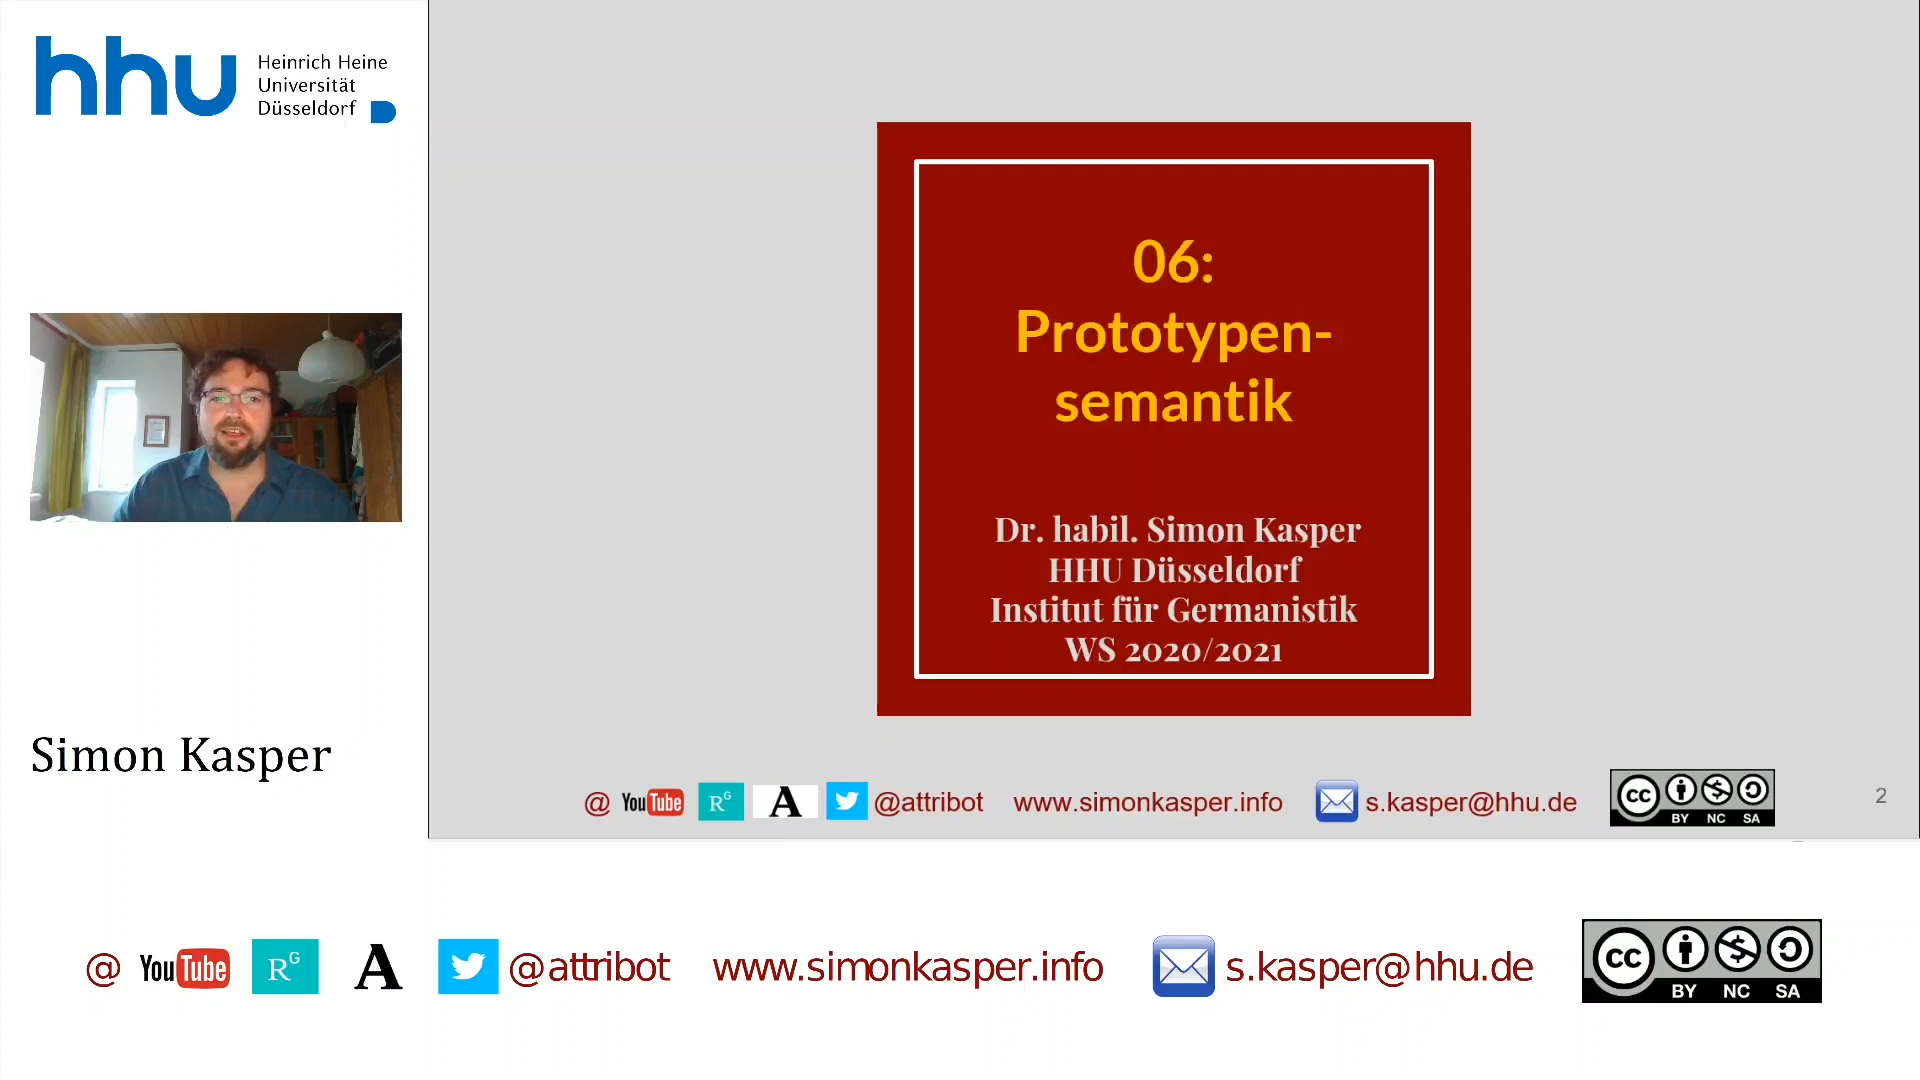 hhu
Heinrich Heine
Universität
Düsseldorf
06:
Prototypen-
semantik
Dr. habil. Simon Kasper
HHU Düsseldorf
Institut für Germanistik
WS 2020/2021
Simon Kasper
@ YouTube RG A @attribot www.simonkasper.info s.kasper@hhu.de cc BY NC SA 2
@ YouTube RG A @attribot www.simonkasper.info s.kasper@hhu.de cc BY NC SA